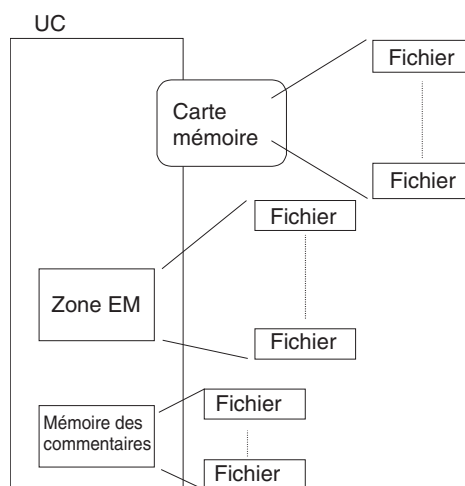 UC
Carte
mémoire
Fichier
Fichier
Zone EM
Fichier
Fichier
Mémoire des
commentaires
Fichier
Fichier